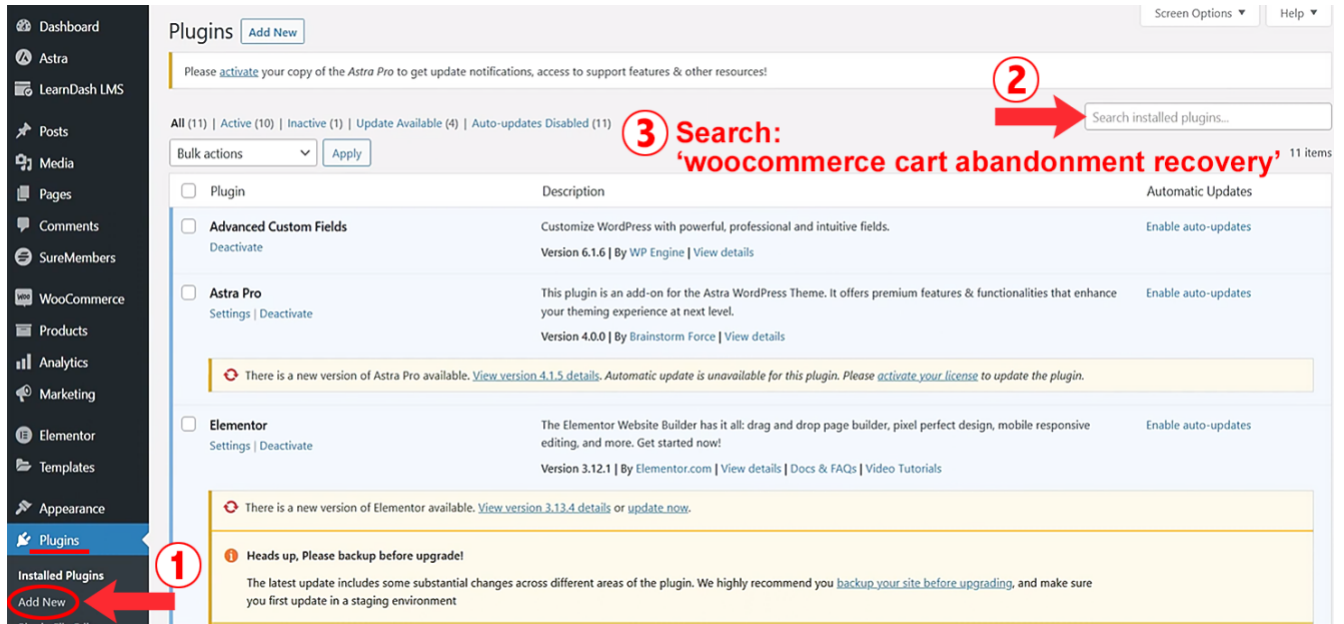 Dashboard
Astra
LearnDash LMS
Posts
Media
Pages
Comments
SureMembers
WooCommerce
Products
Analytics
Marketing
Elementor
Templates
Appearance
Plugins
Installed Plugins
Add New
1
Screen Options ▼
Help ▼
Plugins Add New
Please activate your copy of the Astra Pro to get update notifications, access to support features & other resources!
2
Search installed plugins...
All (11) | Active (10) | Inactive (1) | Update Available (4) | Auto-updates Disabled (11)
3 Search:
‘woocommerce cart abandonment recovery’
Bulk actions Apply
11 items
Plugin Description Automatic Updates
Advanced Custom Fields
Deactivate
Customize WordPress with powerful, professional and intuitive fields.
Version 6.1.6 | By WP Engine | View details
Enable auto-updates
Astra Pro
Settings | Deactivate
This plugin is an add-on for the Astra WordPress Theme. It offers premium features & functionalities that enhance
your theming experience at next level.
Version 4.0.0 | By Brainstorm Force | View details
Enable auto-updates
There is a new version of Astra Pro available. View version 4.1.5 details. Automatic update is unavailable for this plugin. Please activate your license to update the plugin.
Elementor
Settings | Deactivate
The Elementor Website Builder has it all: drag and drop page builder, pixel perfect design, mobile responsive
editing, and more. Get started now!
Version 3.12.1 | By Elementor.com | View details | Docs & FAQs | Video Tutorials
Enable auto-updates
There is a new version of Elementor available. View version 3.13.4 details or update now.
Heads up, Please backup before upgrade!
The latest update includes some substantial changes across different areas of the plugin. We highly recommend you backup your site before upgrading, and make sure
you first update in a staging environment